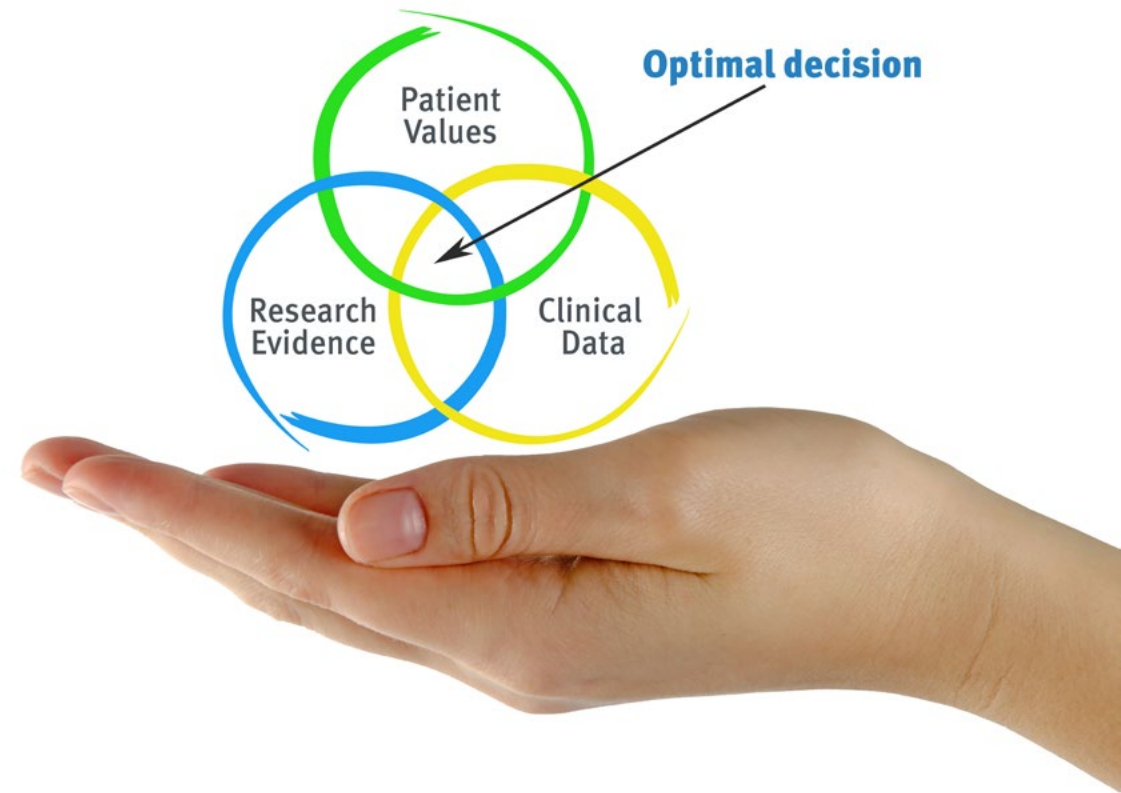 Optimal decision
Patient
Values
Research
Evidence
Clinical
Data